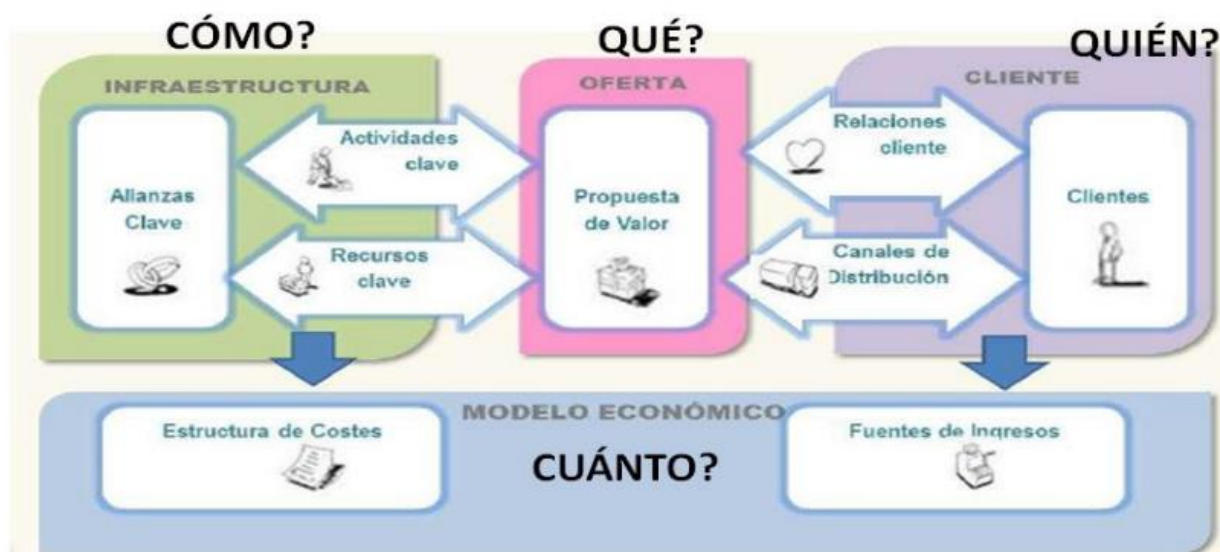 CÓMO?
QUÉ?
QUIÉN?
INFRAESTRUCTURA
OFERTA
CLIENTE
Alianzas
Clave
Actividades
clave
Recursos
clave
Propuesta
de Valor
Relaciones
cliente
Canales de
Distribución
Clientes
MODELO ECONÓMICO
Estructura de Costes
CUÁNTO?
Fuentes de Ingresos